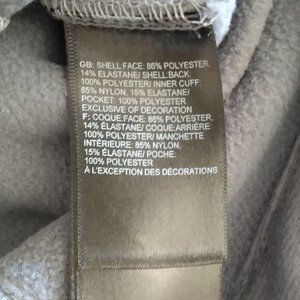 GB: SHELL:FACE: 86% POLYESTER,
14% ELASTANE/ SHELL:BACK:
100% POLYESTER/ INNER CUFF:
85% NYLON, 15% ELASTANE/
POCKET: 100% POLYESTER
EXCLUSIVE OF DECORATION
F: COQUE:FACE: 86% POLYESTER,
14% ÉLASTANE/ COQUE:ARRIÈRE:
100% POLYESTER/ MANCHETTE
INTÉRIEURE: 85% NYLON,
15% ÉLASTANE/ POCHE:
100% POLYESTER
À L'EXCEPTION DES DÉCORATIONS